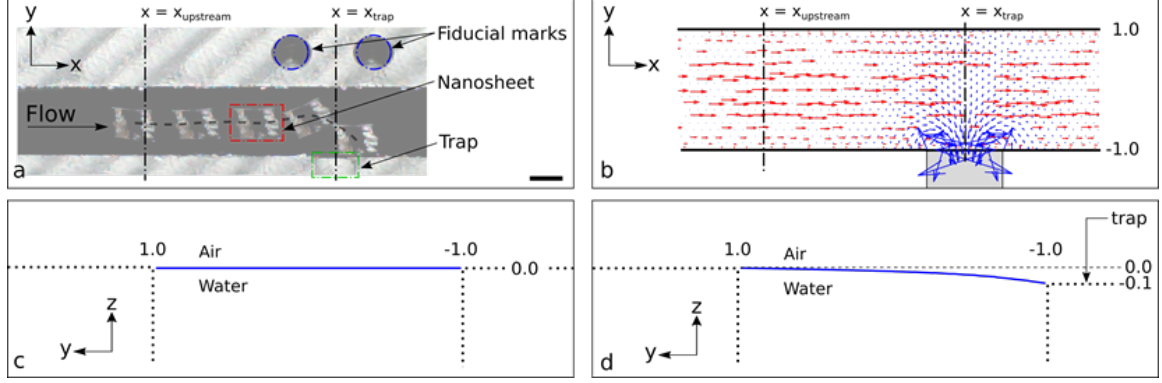 y
x
x = x_upstream
x = x_trap
Fiducial marks
Nanosheet
Flow
Trap
a
y
x
x = x_upstream
x = x_trap
1.0
-1.0
b
1.0
Air
-1.0
0.0
Water
z
y
c
1.0
Air
-1.0
trap
0.0
-0.1
Water
z
y
d